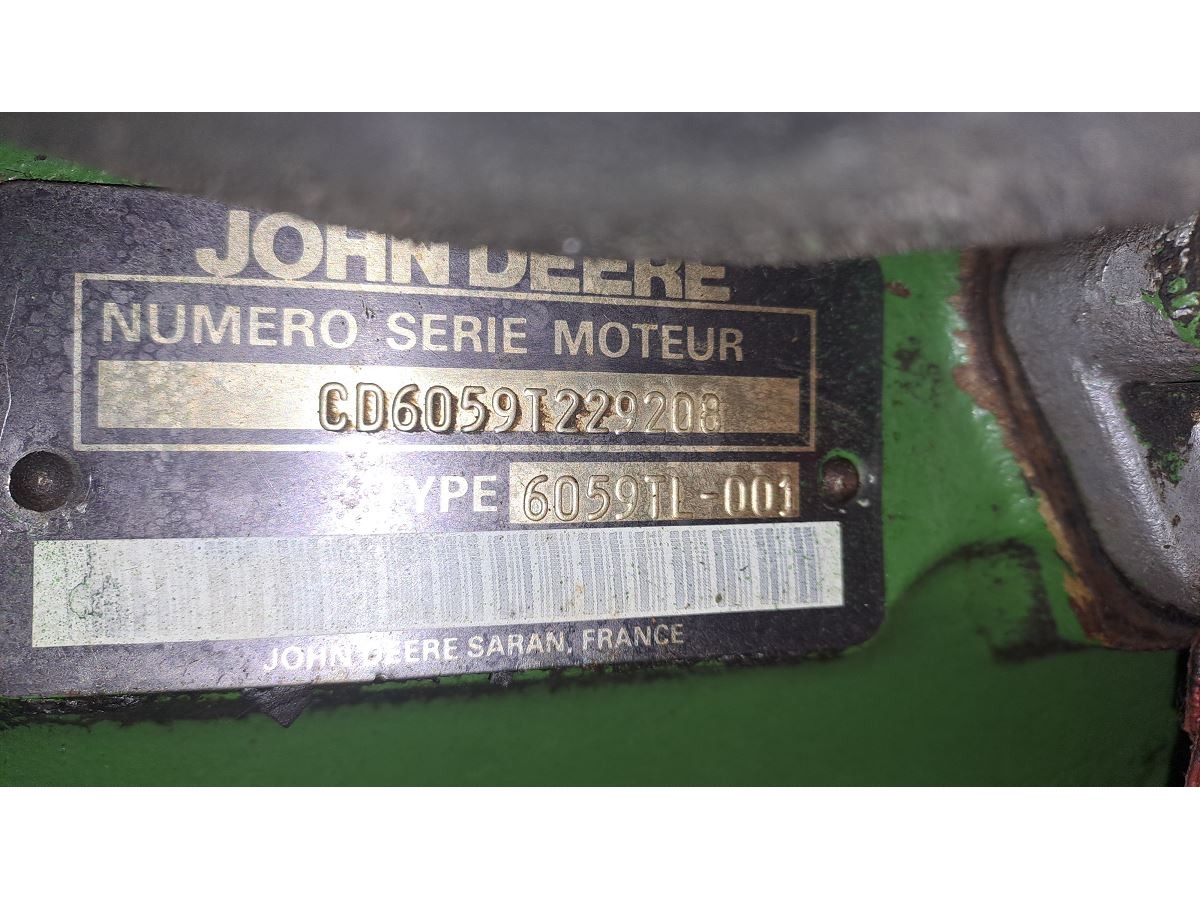 JOHN DEERE
NUMERO SERIE MOTEUR
CD6059T229208
TYPE 6059TL-001
JOHN DEERE SARAN, FRANCE